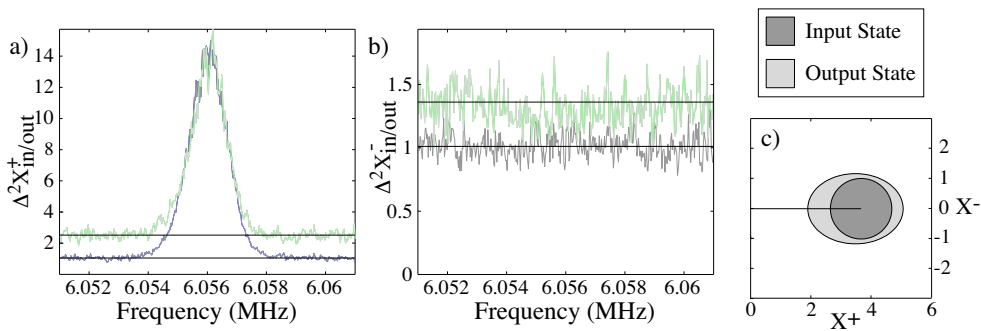 a)
14
12
10
8
6
4
2
Δ²X⁺in/out
6.052 6.054 6.056 6.058 6.06
Frequency (MHz)
b)
1.5
1
0.5
0
Δ²X⁻in/out
6.052 6.054 6.056 6.058 6.06
Frequency (MHz)
Input State
Output State
c)
2
1
0 X-
-1
-2
0 2 4 6
X+